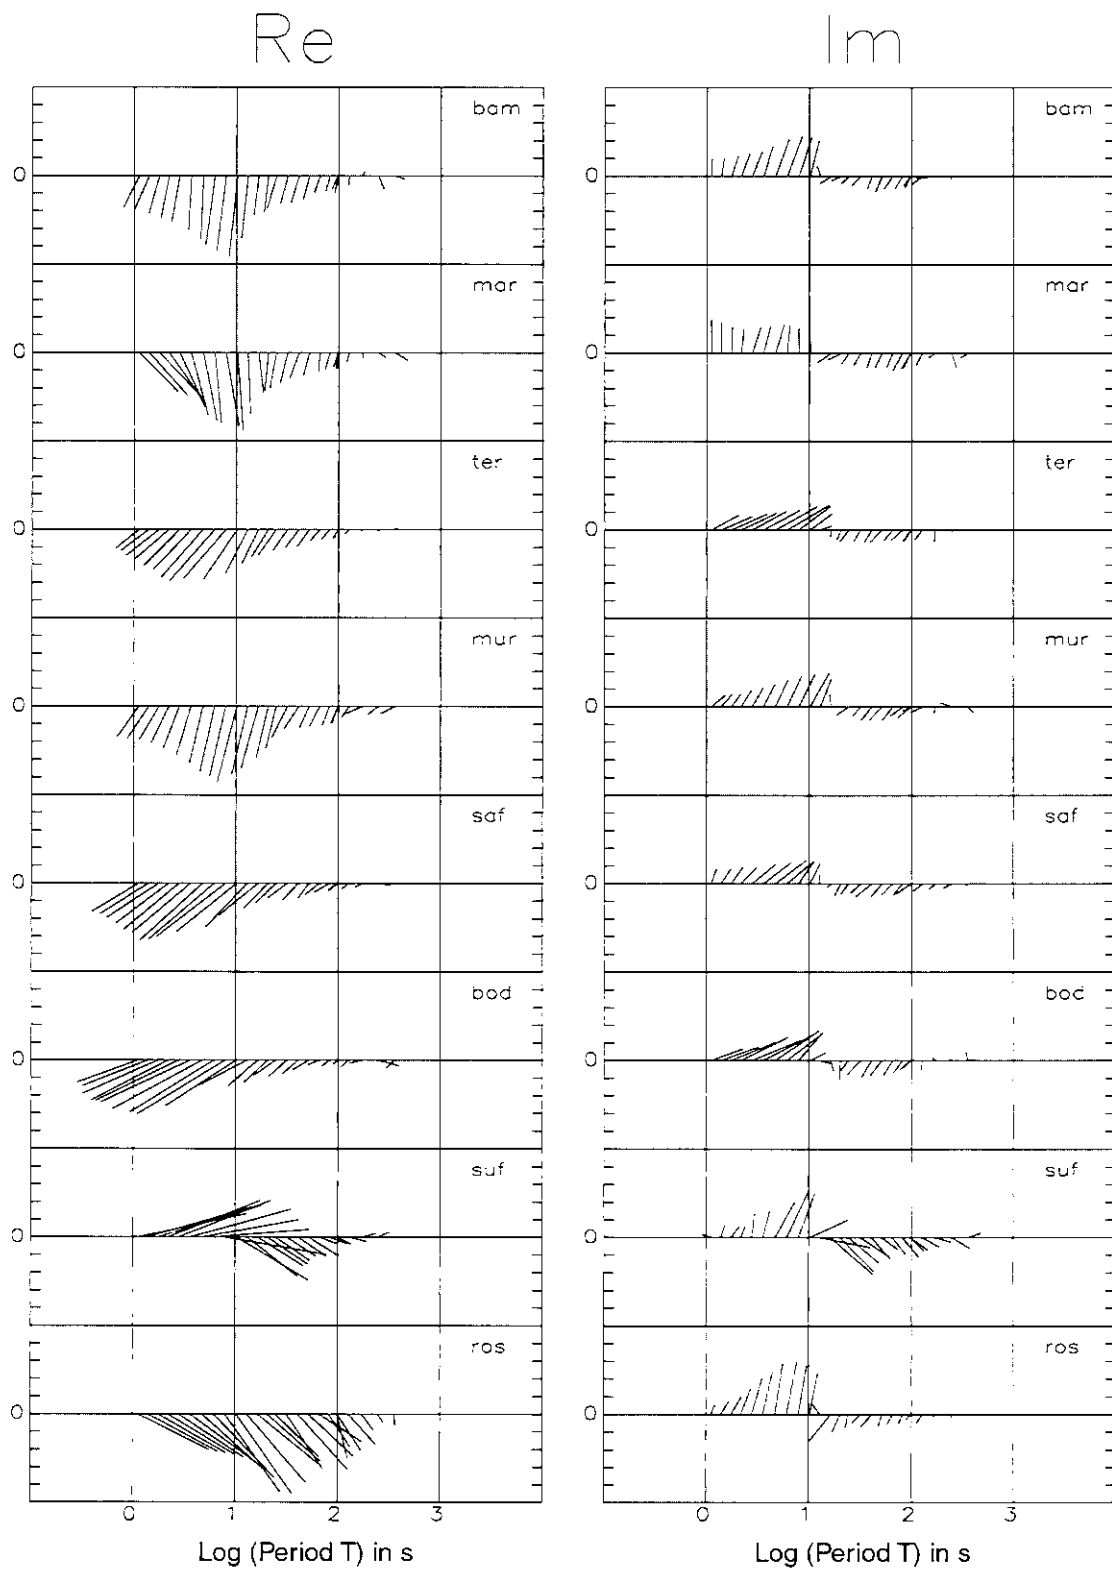 Re Im
bam bam
0 0
mar mar
0 0
ter ter
0 0
mur mur
0 0
saf saf
0 0
bod bod
0 0
suf suf
0 0
ros ros
0 0
0 1 2 3 0 1 2 3
Log (Period T) in s Log (Period T) in s